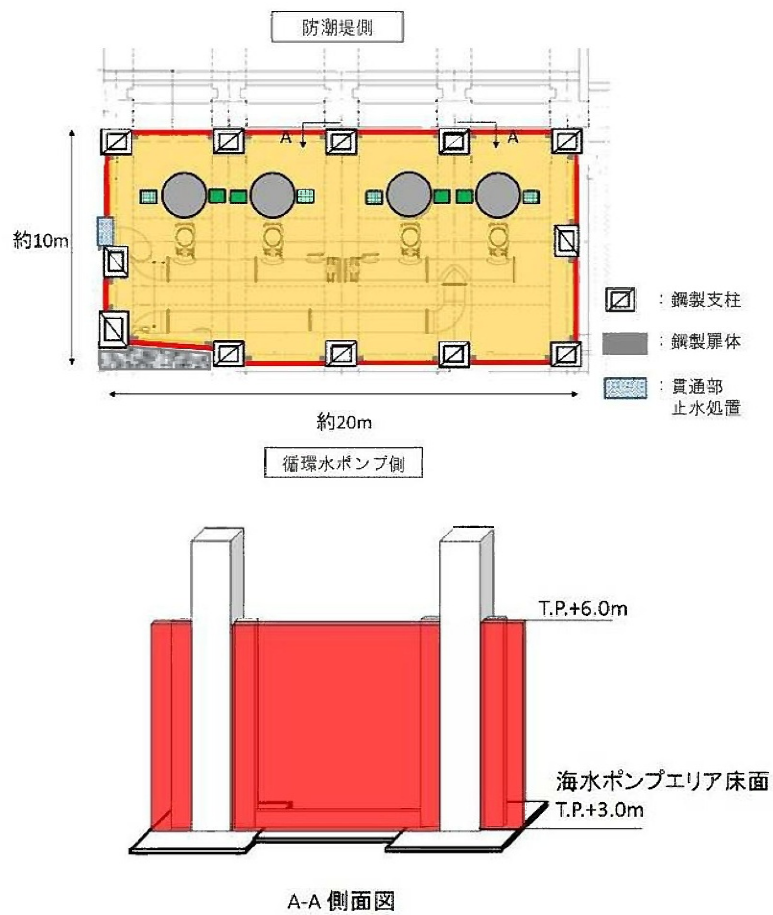 防潮堤側
A A
約10m
：鋼製支柱
：鋼製扉体
：貫通部
止水処置
約20m
循環水ポンプ側
T.P.+6.0m
海水ポンプエリア床面
T.P.+3.0m
A-A 側面図